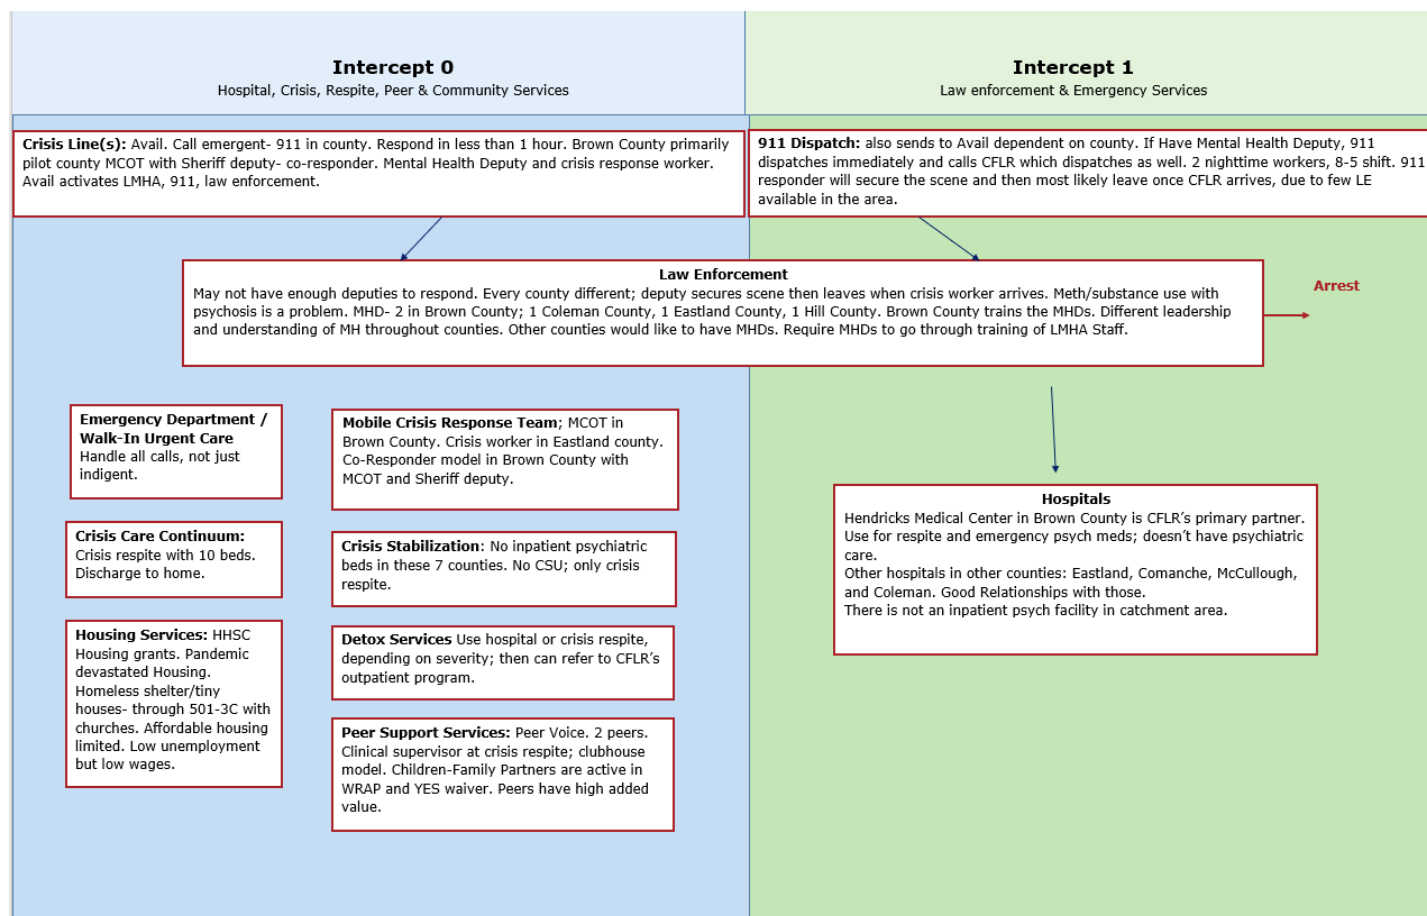 Intercept 0
Hospital, Crisis, Respite, Peer & Community Services
Intercept 1
Law enforcement & Emergency Services
Crisis Line(s): Avail. Call emergent- 911 in county. Respond in less than 1 hour. Brown County primarily
pilot county MCOT with Sheriff deputy- co-responder. Mental Health Deputy and crisis response worker.
Avail activates LMHA, 911, law enforcement.
911 Dispatch: also sends to Avail dependent on county. If Have Mental Health Deputy, 911
dispatches immediately and calls CFLR which dispatches as well. 2 nighttime workers, 8-5 shift. 911
responder will secure the scene and then most likely leave once CFLR arrives, due to few LE
available in the area.
Law Enforcement
May not have enough deputies to respond. Every county different; deputy secures scene then leaves when crisis worker arrives. Meth/substance use with
psychosis is a problem. MHD- 2 in Brown County; 1 Coleman County, 1 Eastland County, 1 Hill County. Brown County trains the MHDs. Different leadership
and understanding of MH throughout counties. Other counties would like to have MHDs. Require MHDs to go through training of LMHA Staff.
Arrest
Emergency Department /
Walk-In Urgent Care
Handle all calls, not just
indigent.
Mobile Crisis Response Team; MCOT in
Brown County. Crisis worker in Eastland county.
Co-Responder model in Brown County with
MCOT and Sheriff deputy.
Crisis Care Continuum:
Crisis respite with 10 beds.
Discharge to home.
Crisis Stabilization: No inpatient psychiatric
beds in these 7 counties. No CSU; only crisis
respite.
Housing Services: HHSC
Housing grants. Pandemic
devastated Housing.
Homeless shelter/tiny
houses- through 501-3C with
churches. Affordable housing
limited. Low unemployment
but low wages.
Detox Services Use hospital or crisis respite,
depending on severity; then can refer to CFLR's
outpatient program.
Peer Support Services: Peer Voice. 2 peers.
Clinical supervisor at crisis respite; clubhouse
model. Children-Family Partners are active in
WRAP and YES waiver. Peers have high added
value.
Hospitals
Hendricks Medical Center in Brown County is CFLR's primary partner.
Use for respite and emergency psych meds; doesn't have psychiatric
care.
Other hospitals in other counties: Eastland, Comanche, McCullough,
and Coleman. Good Relationships with those.
There is not an inpatient psych facility in catchment area.